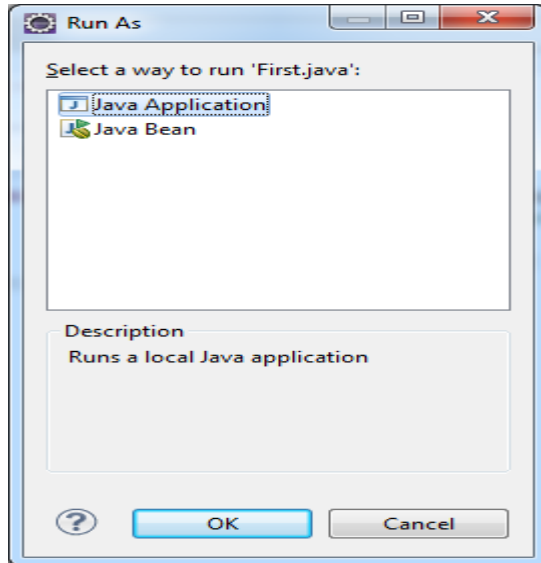 Run As
Select a way to run 'First.java':
Java Application
Java Bean
Description
Runs a local Java application
? OK Cancel